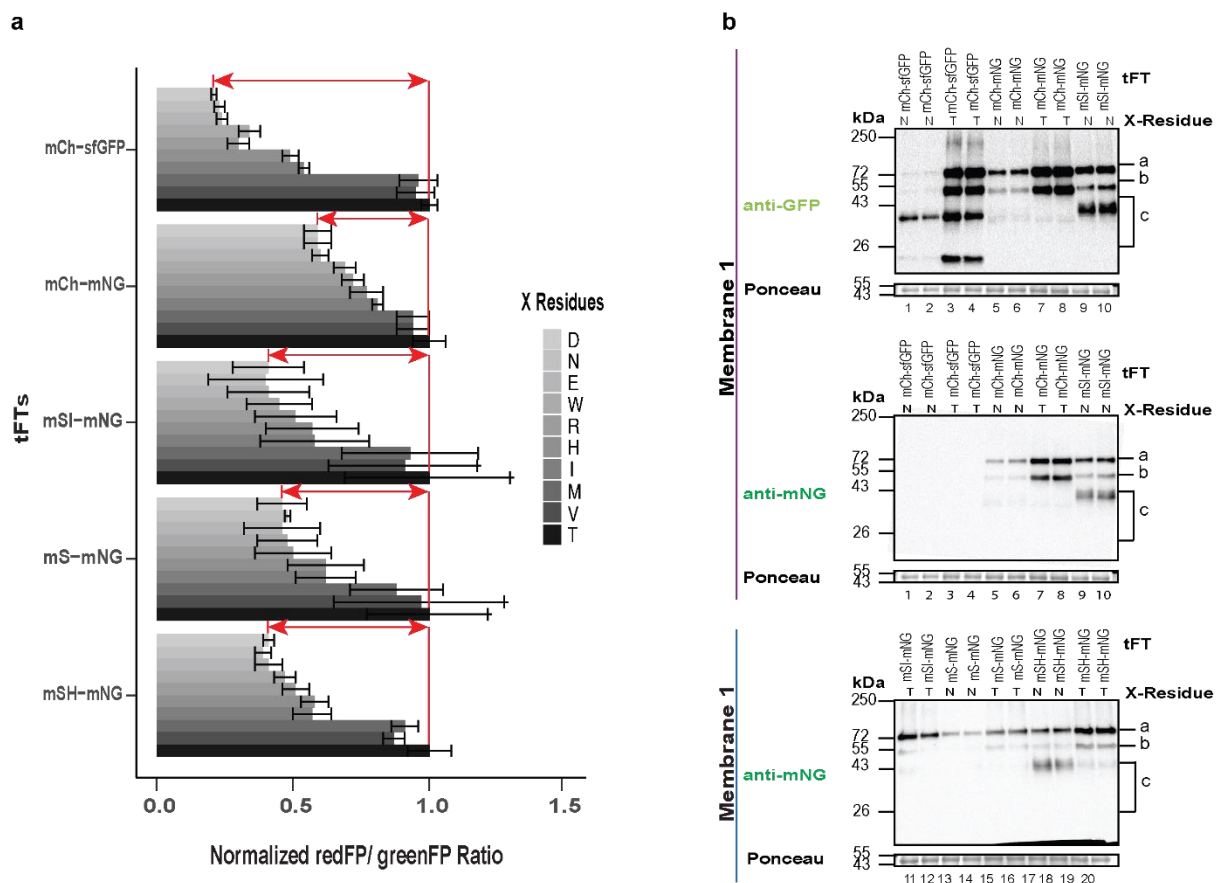 a
tFTs
mCh-sfGFP
mCh-mNG
mSI-mNG
mS-mNG
mSH-mNG
0.0 0.5 1.0 1.5
Normalized redFP/ greenFP Ratio
X Residues
D
N
E
W
R
H
I
M
V
T
b
Membrane 1
mCh-sfGFP mCh-sfGFP mCh-sfGFP mCh-sfGFP mCh-mNG mCh-mNG mCh-mNG mCh-mNG mSI-mNG mSI-mNG tFT
kDa N N T T N N T T N N X-Residue
250
72
55
43
26
a
b
c
anti-GFP
55
43
Ponceau
1 2 3 4 5 6 7 8 9 10
mCh-sfGFP mCh-sfGFP mCh-sfGFP mCh-sfGFP mCh-mNG mCh-mNG mCh-mNG mCh-mNG mSI-mNG mSI-mNG tFT
kDa N N T T N N T T N N X-Residue
250
72
55
43
26
a
b
c
anti-mNG
55
43
Ponceau
1 2 3 4 5 6 7 8 9 10
Membrane 1
mSI-mNG mSI-mNG mS-mNG mS-mNG mS-mNG mS-mNG mSH-mNG mSH-mNG mSH-mNG mSH-mNG tFT
kDa T T N N T T N N T T X-Residue
250
72
55
43
26
a
b
c
anti-mNG
55
43
Ponceau
11 12 13 14 15 16 17 18 19 20